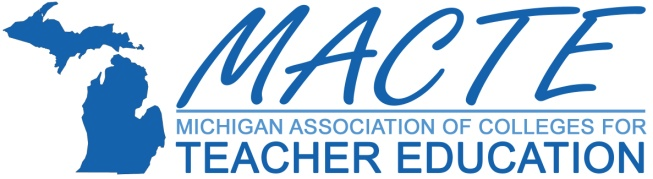 MACTE
MICHIGAN ASSOCIATION OF COLLEGES FOR
TEACHER EDUCATION